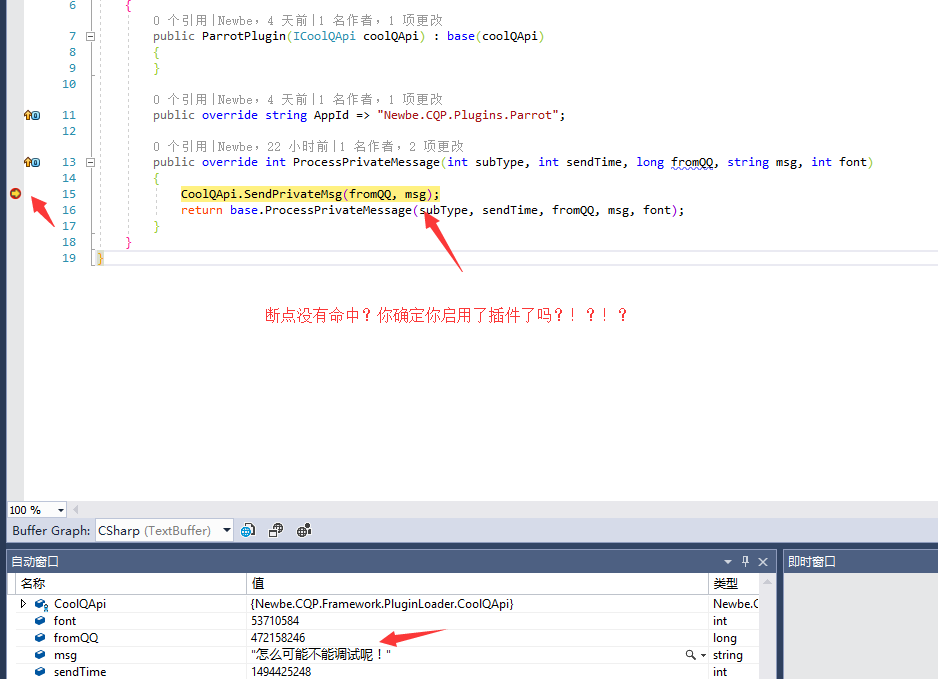 6 {
0 个引用|Newbe, 4 天前|1 名作者, 1 项更改
7 public ParrotPlugin(ICoolQApi coolQApi) : base(coolQApi)
8 {
9 }
10
0 个引用|Newbe, 4 天前|1 名作者, 1 项更改
11 public override string AppId => "Newbe.CQP.Plugins.Parrot";
12
0 个引用|Newbe, 22 小时前|1 名作者, 2 项更改
13 public override int ProcessPrivateMessage(int subType, int sendTime, long fromQQ, string msg, int font)
14 {
15 CoolQApi.SendPrivateMsg(fromQQ, msg);
16 return base.ProcessPrivateMessage(subType, sendTime, fromQQ, msg, font);
17 }
18 }
19 }
断点没有命中？你确定你启用了插件了吗？！？！？
100 %
Buffer Graph: CSharp (TextBuffer)
自动窗口
即时窗口
名称 值 类型
CoolQApi {Newbe.CQP.Framework.PluginLoader.CoolQApi} Newbe.C
font 53710584 int
fromQQ 472158246 long
msg "怎么可能不能调试呢！" string
sendTime 1494425248 int